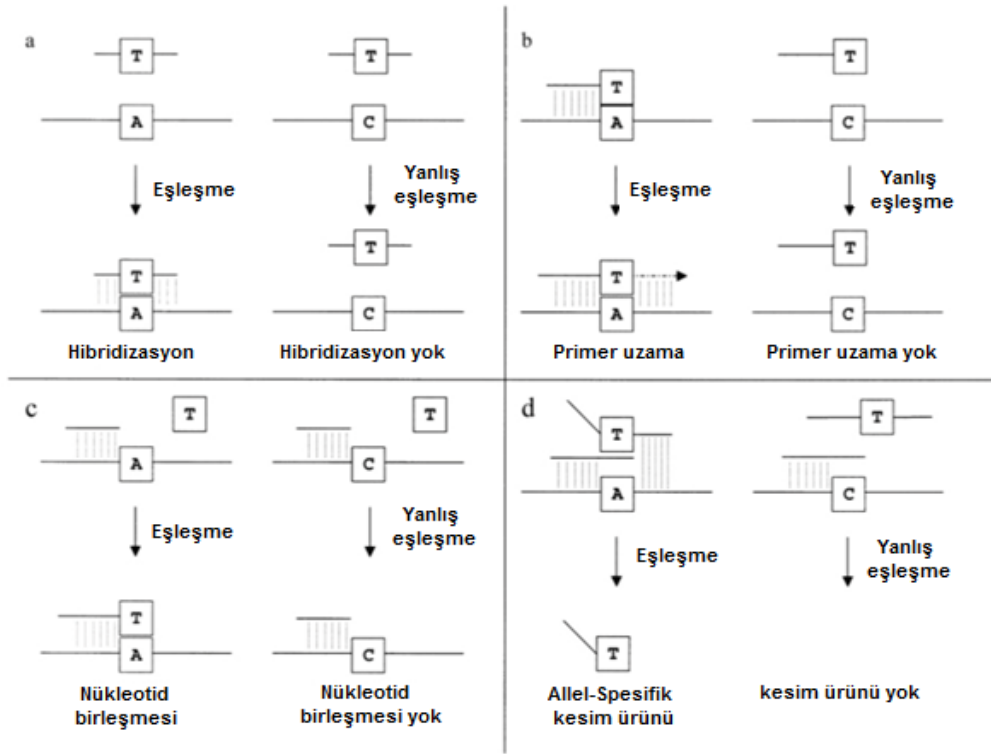 a
T
T
A
C
Eşleşme
Yanlış
eşleşme
T
T
A
C
Hibridizasyon
Hibridizasyon yok
b
T
T
A
C
Eşleşme
Yanlış
eşleşme
T
T
A
C
Primer uzama
Primer uzama yok
c
T
T
A
C
Eşleşme
Yanlış
eşleşme
T
A
C
Nükleotid
birleşmesi
Nükleotid
birleşmesi yok
d
T
T
A
C
Eşleşme
Yanlış
eşleşme
T
Allel-Spesifik
kesim ürünü
kesim ürünü yok